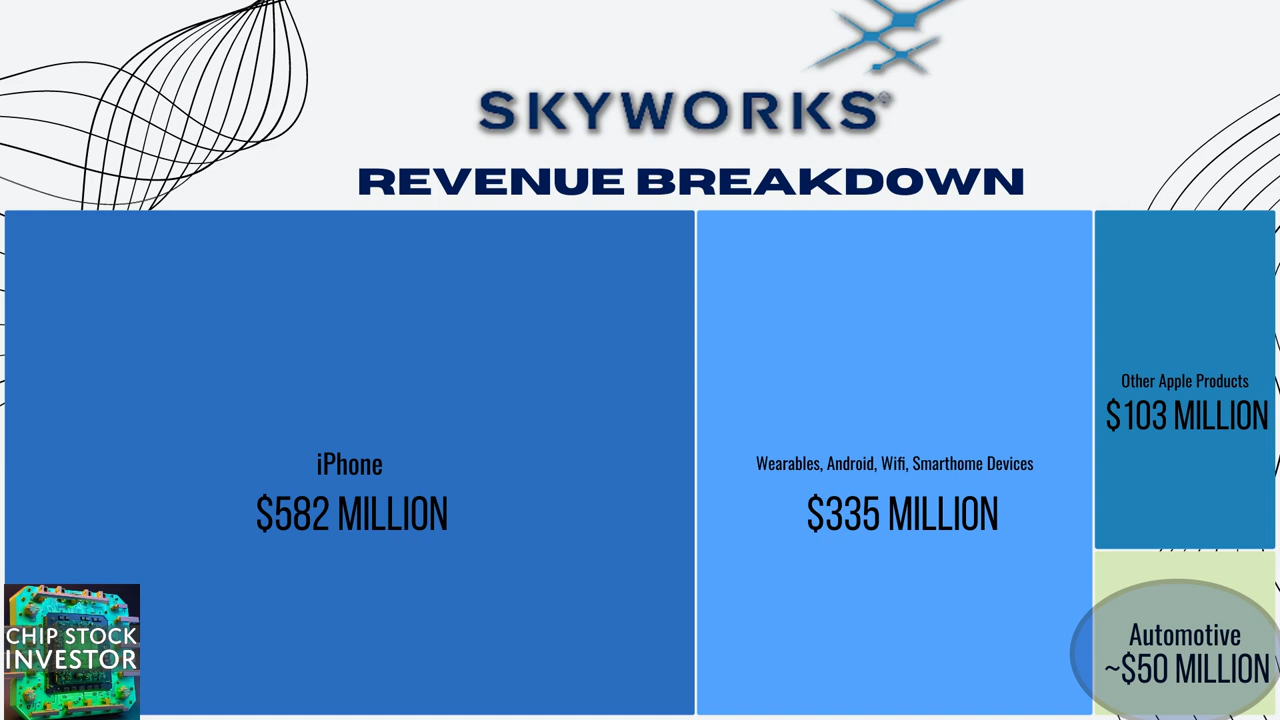 SKYWORKS®
REVENUE BREAKDOWN
iPhone
$582 MILLION
Wearables, Android, Wifi, Smarthome Devices
$335 MILLION
Other Apple Products
$103 MILLION
Automotive
~$50 MILLION
CHIP STOCK
INVESTOR